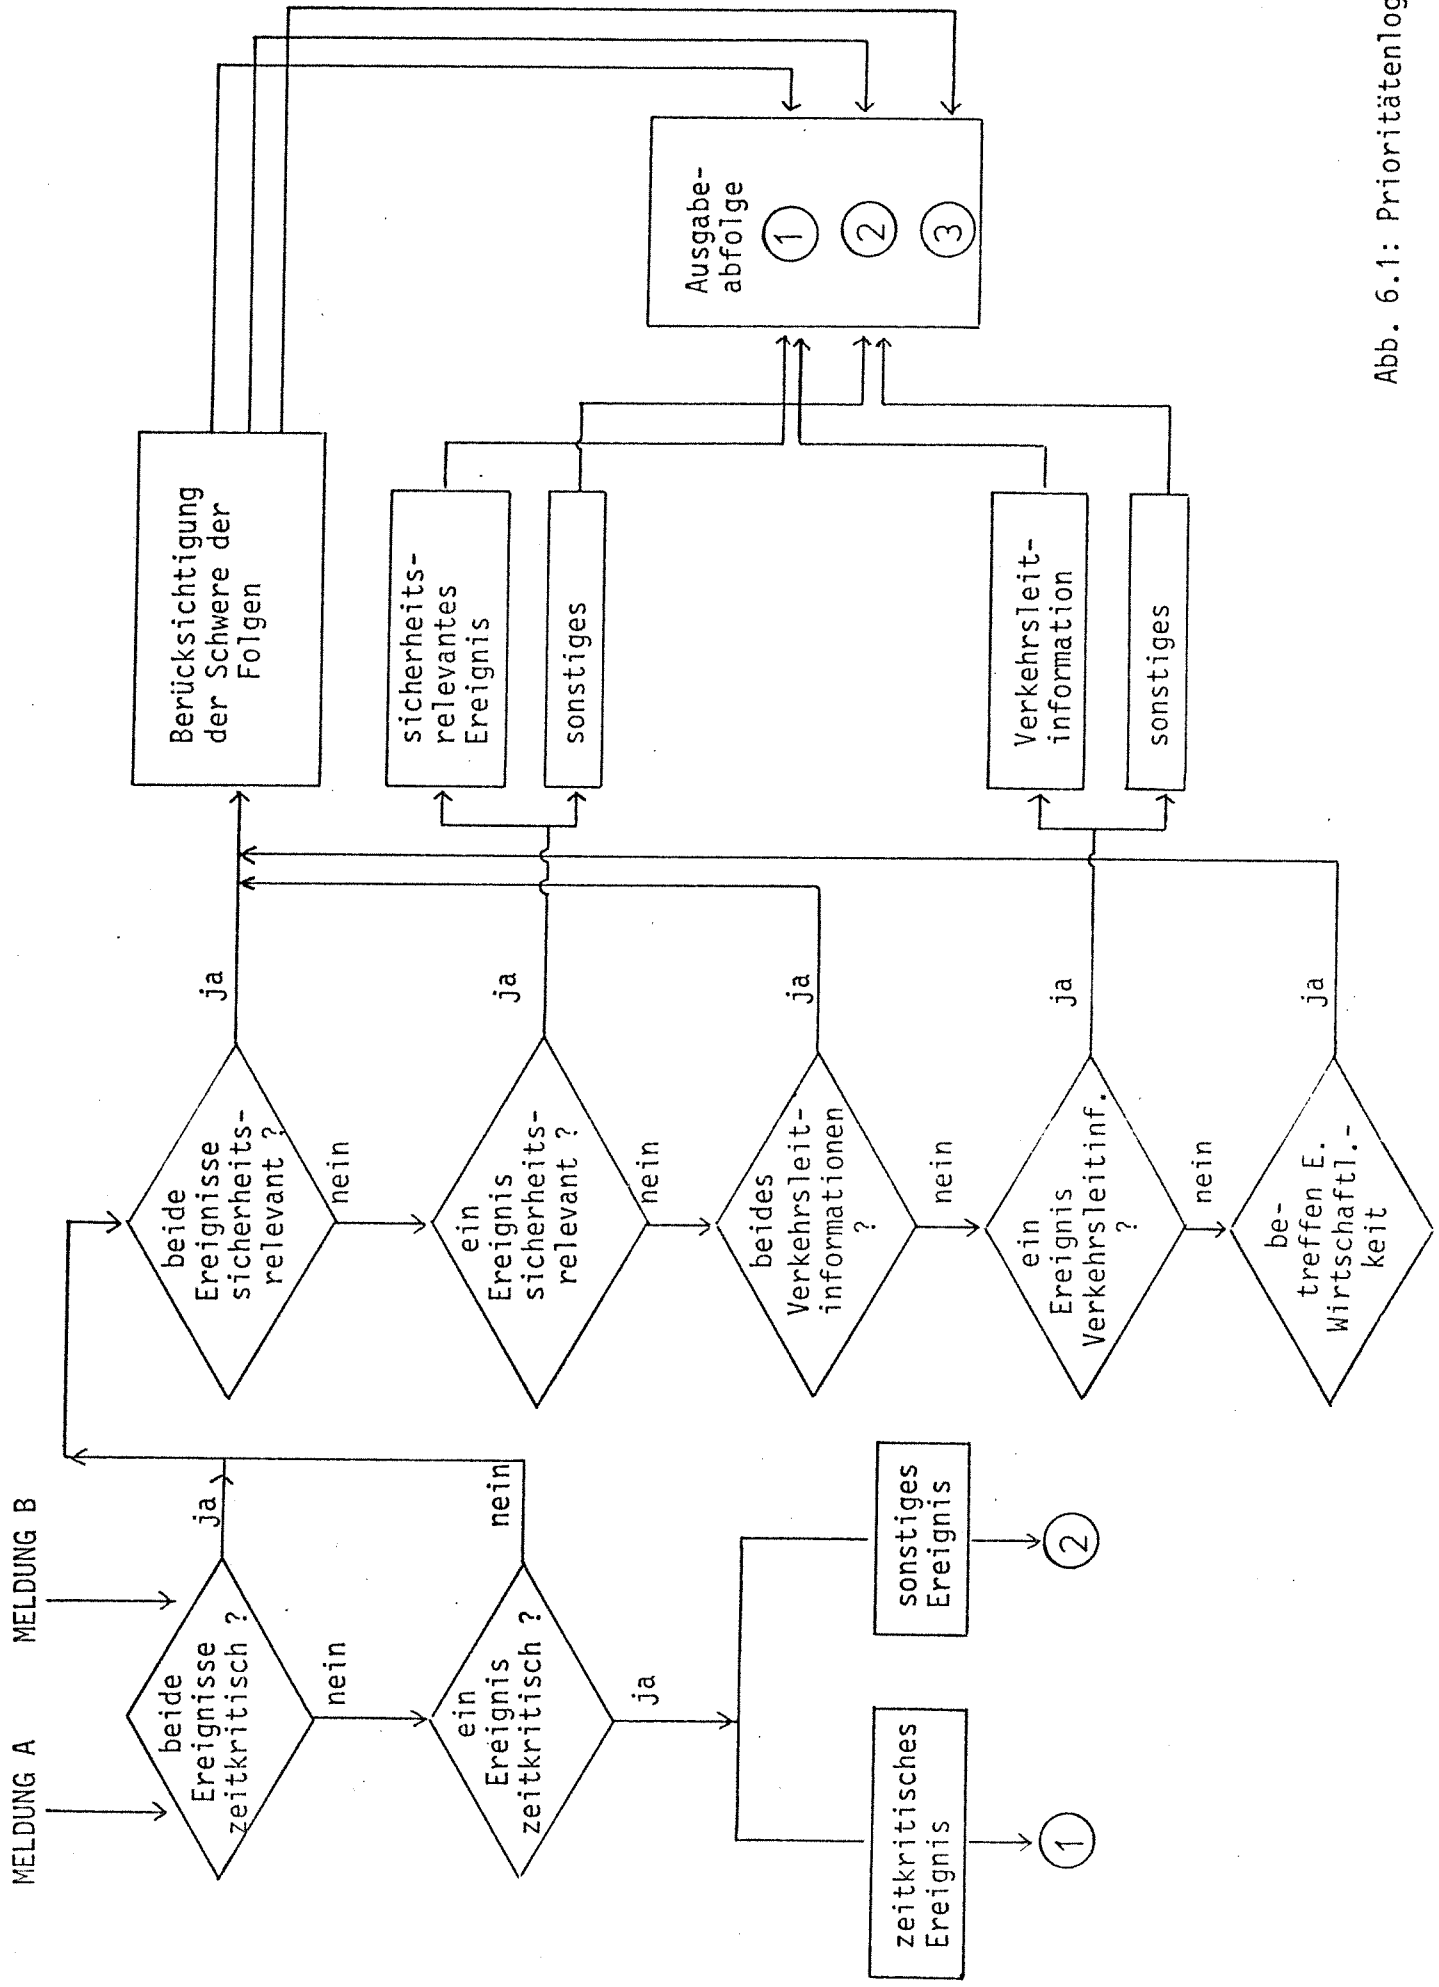 MELDUNG A
MELDUNG B
beide
Ereignisse
zeitkritisch ?
ja
nein
ein
Ereignis
zeitkritisch ?
nein
ja
zeitkritisches
Ereignis
1
sonstiges
Ereignis
2
beide
Ereignisse
sicherheits-
relevant ?
ja
nein
ein
Ereignis
sicherheits-
relevant ?
ja
nein
beides
Verkehrsleit-
informationen
?
ja
nein
ein
Ereignis
Verkehrsleitinf.
?
ja
nein
be-
treffen E.
Wirtschaftl.-
keit
ja
Berücksichtigung
der Schwere der
Folgen
sicherheits-
relevantes
Ereignis
sonstiges
Verkehrsleit-
information
sonstiges
Ausgabe-
abfolge
1
2
3
Abb. 6.1: Prioritätenlog